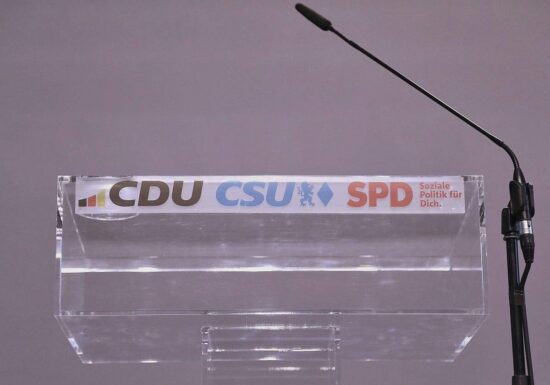 CDU CSU SPD Soziale
Politik für
Dich.